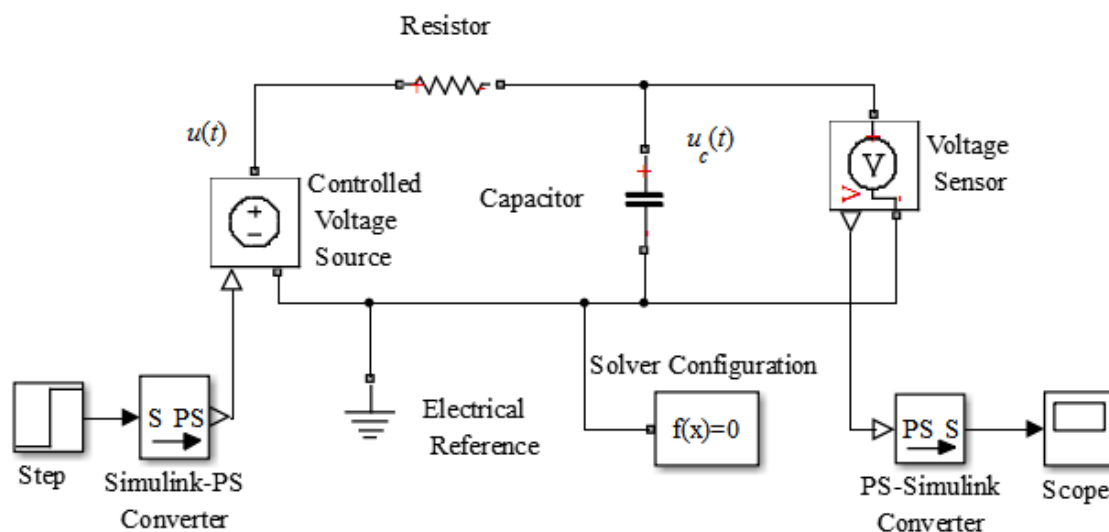 Resistor
u(t)
Controlled
Voltage
Source
Capacitor
+
-
u_c(t)
V
V
Voltage
Sensor
Step
S PS
Simulink-PS
Converter
Electrical
Reference
Solver Configuration
f(x)=0
PS S
PS-Simulink
Converter
Scope